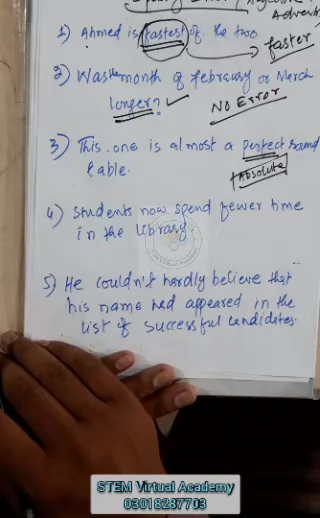 Adverb
1) Ahmed is fastest of the two
→ faster
2) Was the month of february or March
longer? ✓ No Error
3) This one is almost a perfect round
table. Absolute
4) Students now spend fewer time
in the library.
5) He couldn't hardly believe that
his name had appeared in the
list of successful candidates.
STEM Virtual Academy
03018287703